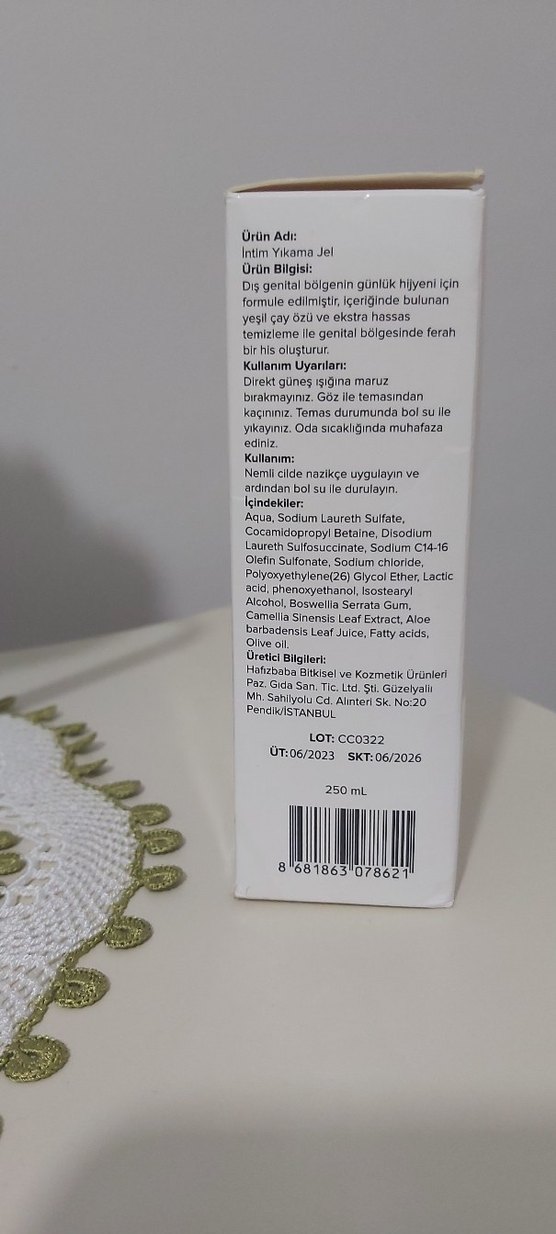 Ürün Adı:
İntim Yıkama Jel
Ürün Bilgisi:
Dış genital bölgenin günlük hijyeni için
formule edilmiştir, içeriğinde bulunan
yeşil çay özü ve ekstra hassas
temizleme ile genital bölgesinde ferah
bir his oluşturur.
Kullanım Uyarıları:
Direkt güneş ışığına maruz
bırakmayınız. Göz ile temasından
kaçınınız. Temas durumunda bol su ile
yıkayınız. Oda sıcaklığında muhafaza
ediniz.
Kullanım:
Nemli cilde nazikçe uygulayın ve
ardından bol su ile durulayın.
İçindekiler:
Aqua, Sodium Laureth Sulfate,
Cocamidopropyl Betaine, Disodium
Laureth Sulfosuccinate, Sodium C14-16
Olefin Sulfonate, Sodium chloride,
Polyoxyethylene(26) Glycol Ether, Lactic
acid, phenoxyethanol, Isostearyl
Alcohol, Boswellia Serrata Gum,
Camellia Sinensis Leaf Extract, Aloe
barbadensis Leaf Juice, Fatty acids,
Olive oil.
Üretici Bilgileri:
Hafızbaba Bitkisel ve Kozmetik Ürünleri
Paz. Gıda San. Tic. Ltd. Şti. Güzelyalı
Mh. Sahilyolu Cd. Alınteri Sk. No:20
Pendik/İSTANBUL
LOT: CC0322
ÜT: 06/2023 SKT: 06/2026
250 mL
8 681863 078621